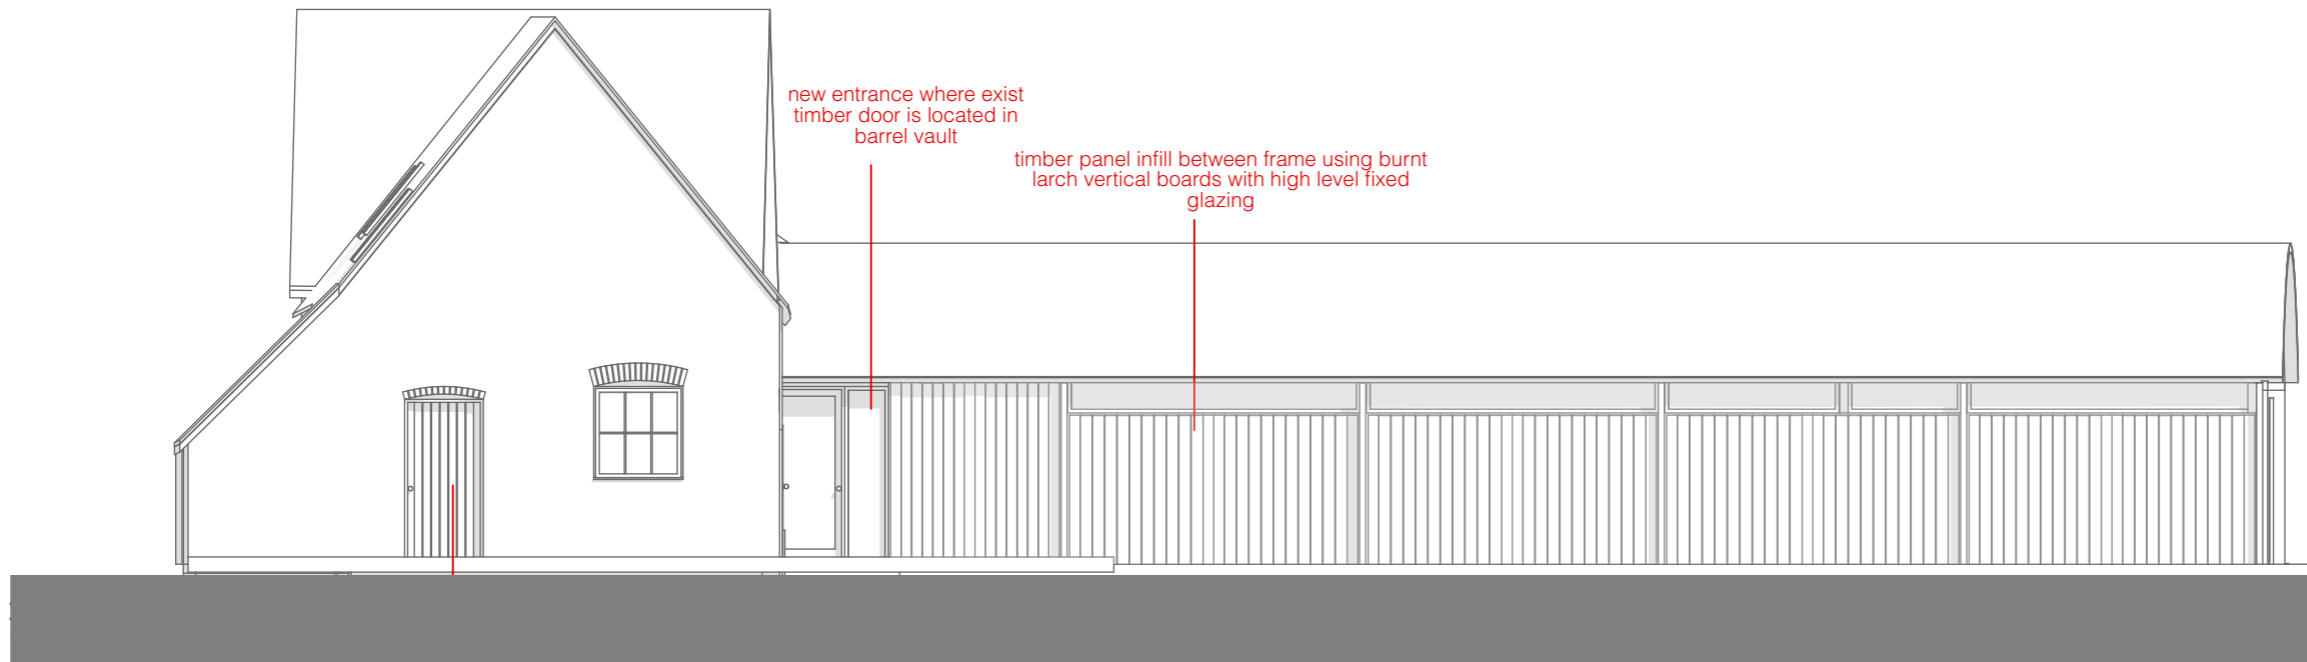 new entrance where exist
timber door is located in
barrel vault
timber panel infill between frame using burnt
larch vertical boards with high level fixed
glazing